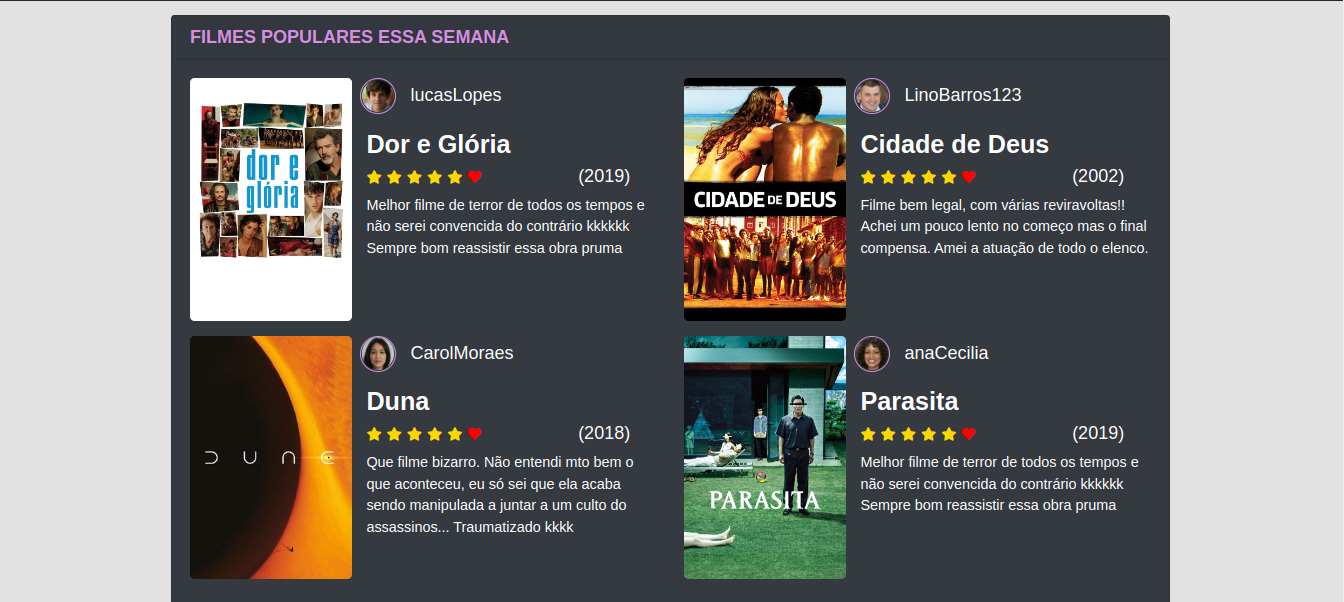 FILMES POPULARES ESSA SEMANA
lucasLopes
dor e
glória
Dor e Glória
(2019)
Melhor filme de terror de todos os tempos e
não serei convencida do contrário kkkkkk
Sempre bom reassistir essa obra pruma
LinoBarros123
CIDADE DE DEUS
Cidade de Deus
(2002)
Filme bem legal, com várias reviravoltas!!
Achei um pouco lento no começo mas o final
compensa. Amei a atuação de todo o elenco.
CarolMoraes
DUNE
Duna
(2018)
Que filme bizarro. Não entendi mto bem o
que aconteceu, eu só sei que ela acaba
sendo manipulada a juntar a um culto do
assassinos... Traumatizado kkkk
anaCecilia
PARASITA
Parasita
(2019)
Melhor filme de terror de todos os tempos e
não serei convencida do contrário kkkkkk
Sempre bom reassistir essa obra pruma